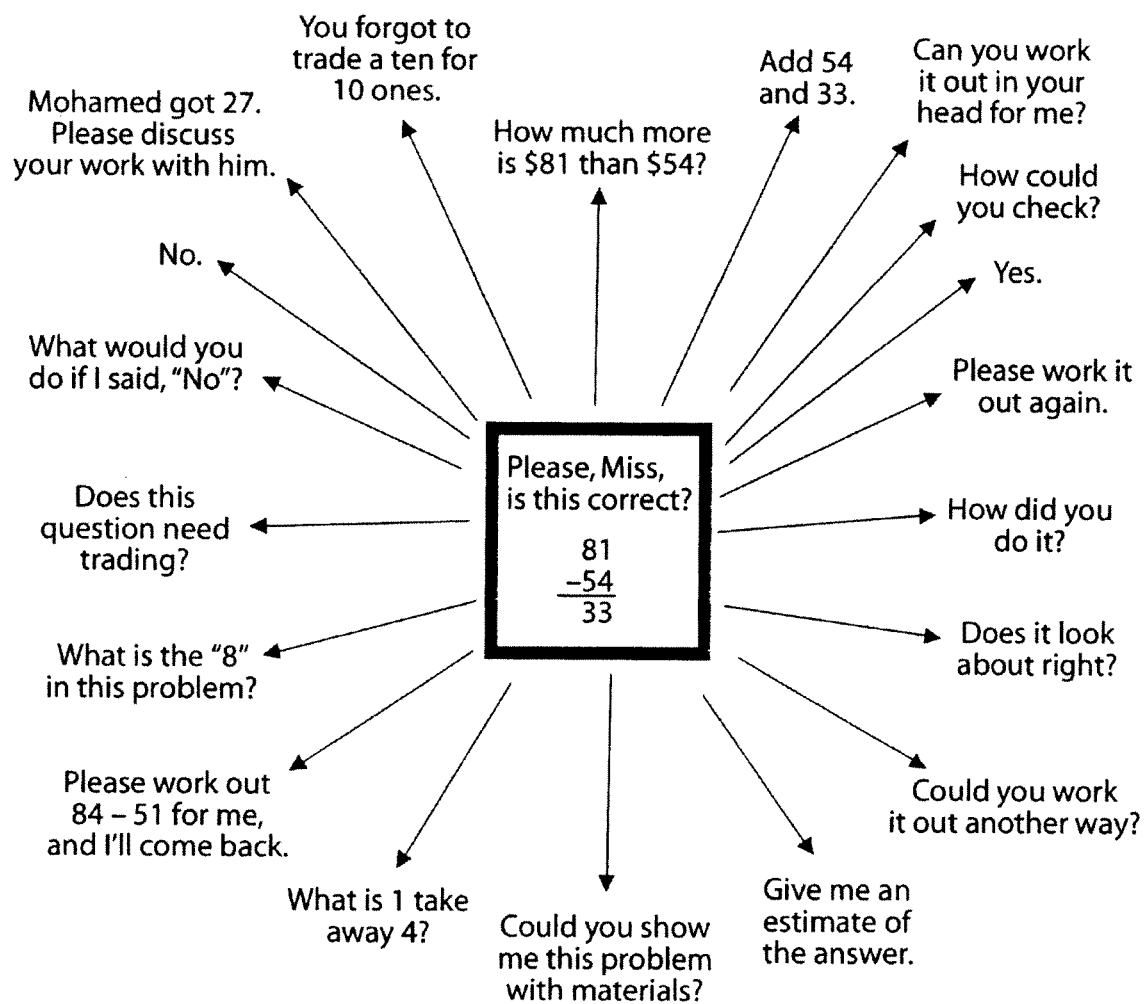 You forgot to
trade a ten for
10 ones.
Mohamed got 27.
Please discuss
your work with him.
How much more
is $81 than $54?
Add 54
and 33.
Can you work
it out in your
head for me?
How could
you check?
No.
Yes.
What would you
do if I said, “No”?
Please work it
out again.
Please, Miss,
is this correct?
81
–54
33
Does this
question need
trading?
How did you
do it?
What is the “8”
in this problem?
Does it look
about right?
Please work out
84 – 51 for me,
and I'll come back.
Could you work
it out another way?
What is 1 take
away 4?
Could you show
me this problem
with materials?
Give me an
estimate of
the answer.